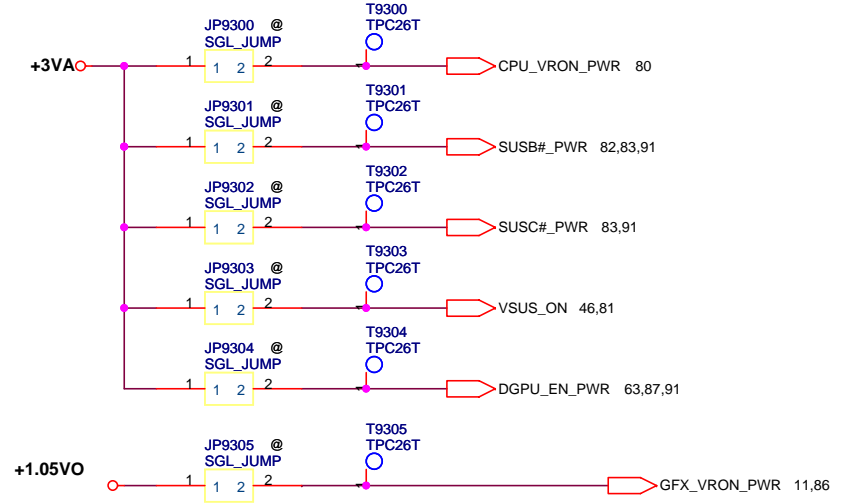 JP9300 @
SGL_JUMP
T9300
TPC26T
+3VA
1 1 2 2
CPU_VRON_PWR 80
JP9301 @
SGL_JUMP
T9301
TPC26T
1 1 2 2
SUSB#_PWR 82,83,91
JP9302 @
SGL_JUMP
T9302
TPC26T
1 1 2 2
SUSC#_PWR 83,91
JP9303 @
SGL_JUMP
T9303
TPC26T
1 1 2 2
VSUS_ON 46,81
JP9304 @
SGL_JUMP
T9304
TPC26T
1 1 2 2
DGPU_EN_PWR 63,87,91
JP9305 @
SGL_JUMP
T9305
TPC26T
+1.05VO
1 1 2 2
GFX_VRON_PWR 11,86